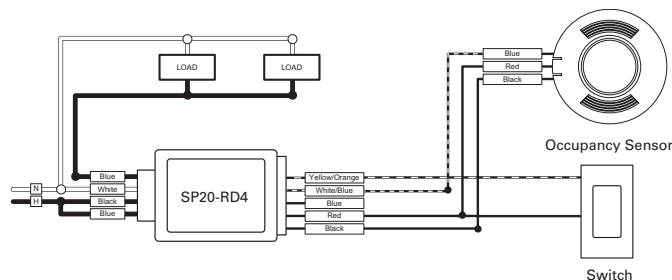 LOAD
LOAD
Blue
Red
Black
Occupancy Sensor
Blue
White
Black
Blue
N
H
SP20-RD4
Yellow/Orange
White/Blue
Blue
Red
Black
Switch